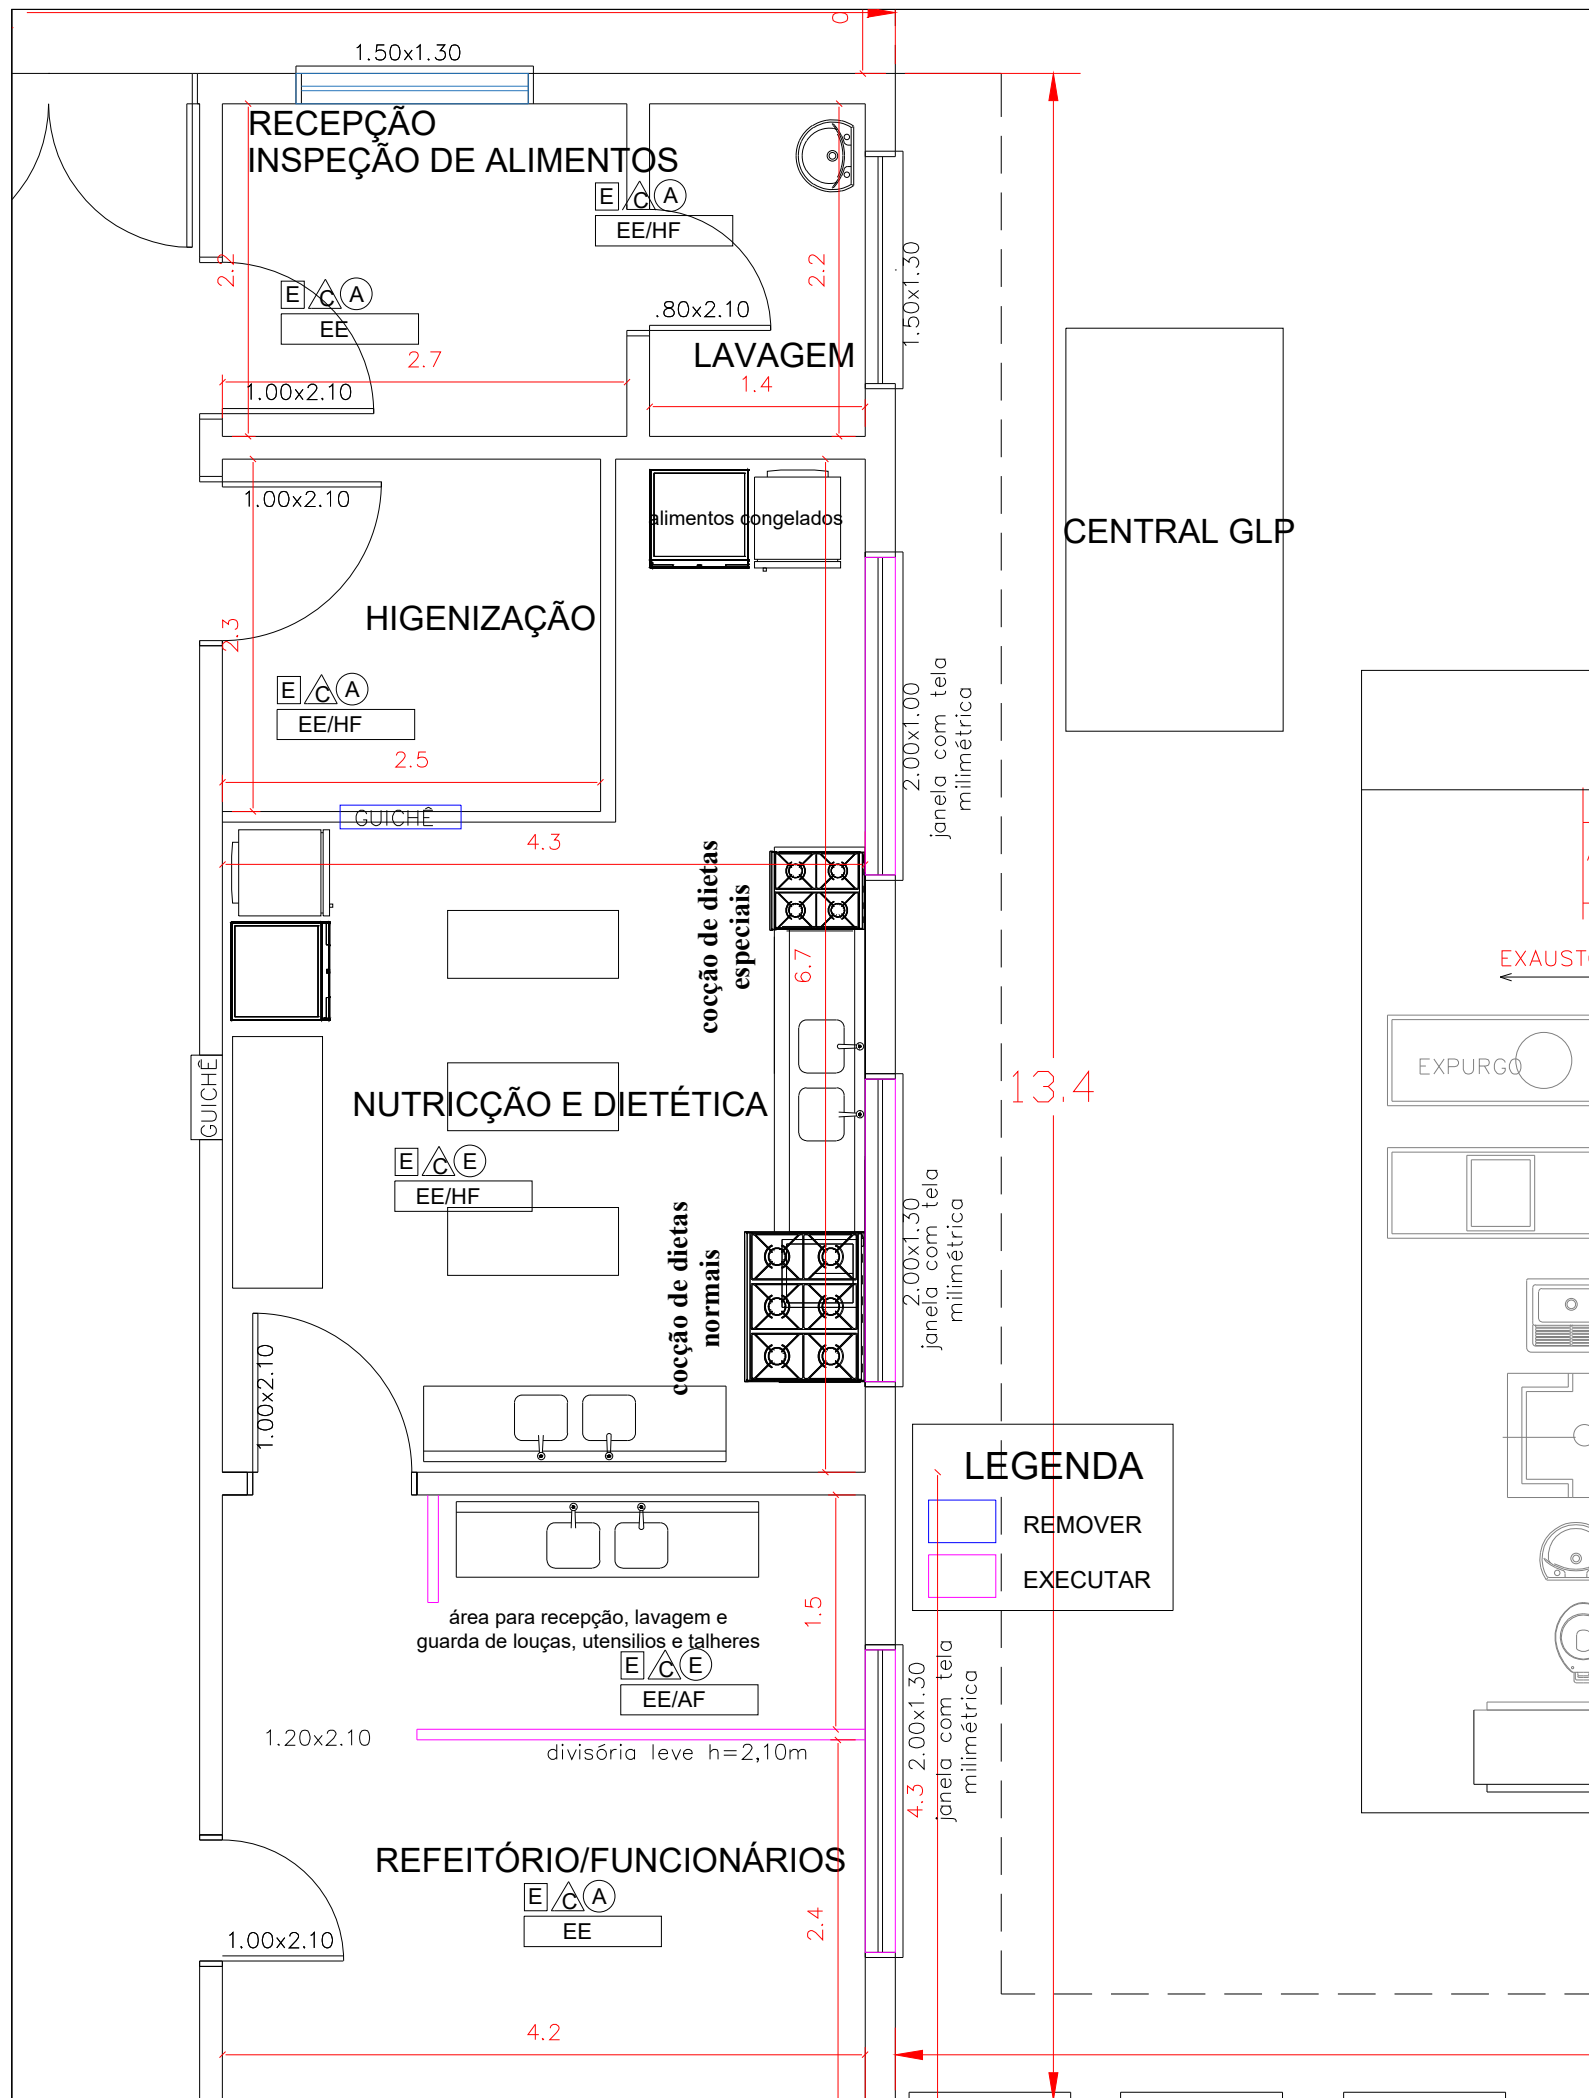 0
1.50x1.30
RECEPÇÃO
INSPEÇÃO DE ALIMENTOS
E C A
EE/HF
2.2
2.2
1.50x1.30
E C A
EE
.80x2.10
LAVAGEM
2.7
1.4
1.00x2.10
1.00x2.10
alimentos congelados
CENTRAL GLP
HIGENIZAÇÃO
2.3
E C A
EE/HF
2.00x1.00
janela com tela
milimétrica
2.5
GUICHÊ
4.3
cocção de dietas
especiais
6.7
EXAUST
EXPURGO
13.4
GUICHÊ
NUTRICÇÃO E DIETÉTICA
E C E
EE/HF
cocção de dietas
normais
2.00x1.30
janela com tela
milimétrica
1.00x2.10
LEGENDA
REMOVER
EXECUTAR
área para recepção, lavagem e
guarda de louças, utensilios e talheres
1.5
E C E
EE/AF
1.20x2.10
divisória leve h=2,10m
4.3
2.00x1.30
janela com tela
milimétrica
REFEITÓRIO/FUNCIONÁRIOS
E C A
EE
2.4
1.00x2.10
4.2